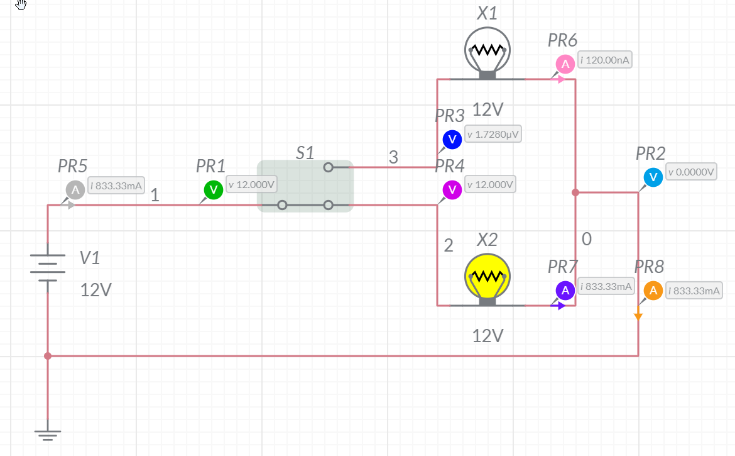 X1
PR6
A i 120.00nA
12V
PR3
V v 1.7280µV
S1
3
PR5
A i 833.33mA
1
PR1
V v 12.000V
PR4
V v 12.000V
PR2
V v 0.0000V
V1
12V
2
X2
0
PR7
A i 833.33mA
PR8
A i 833.33mA
12V